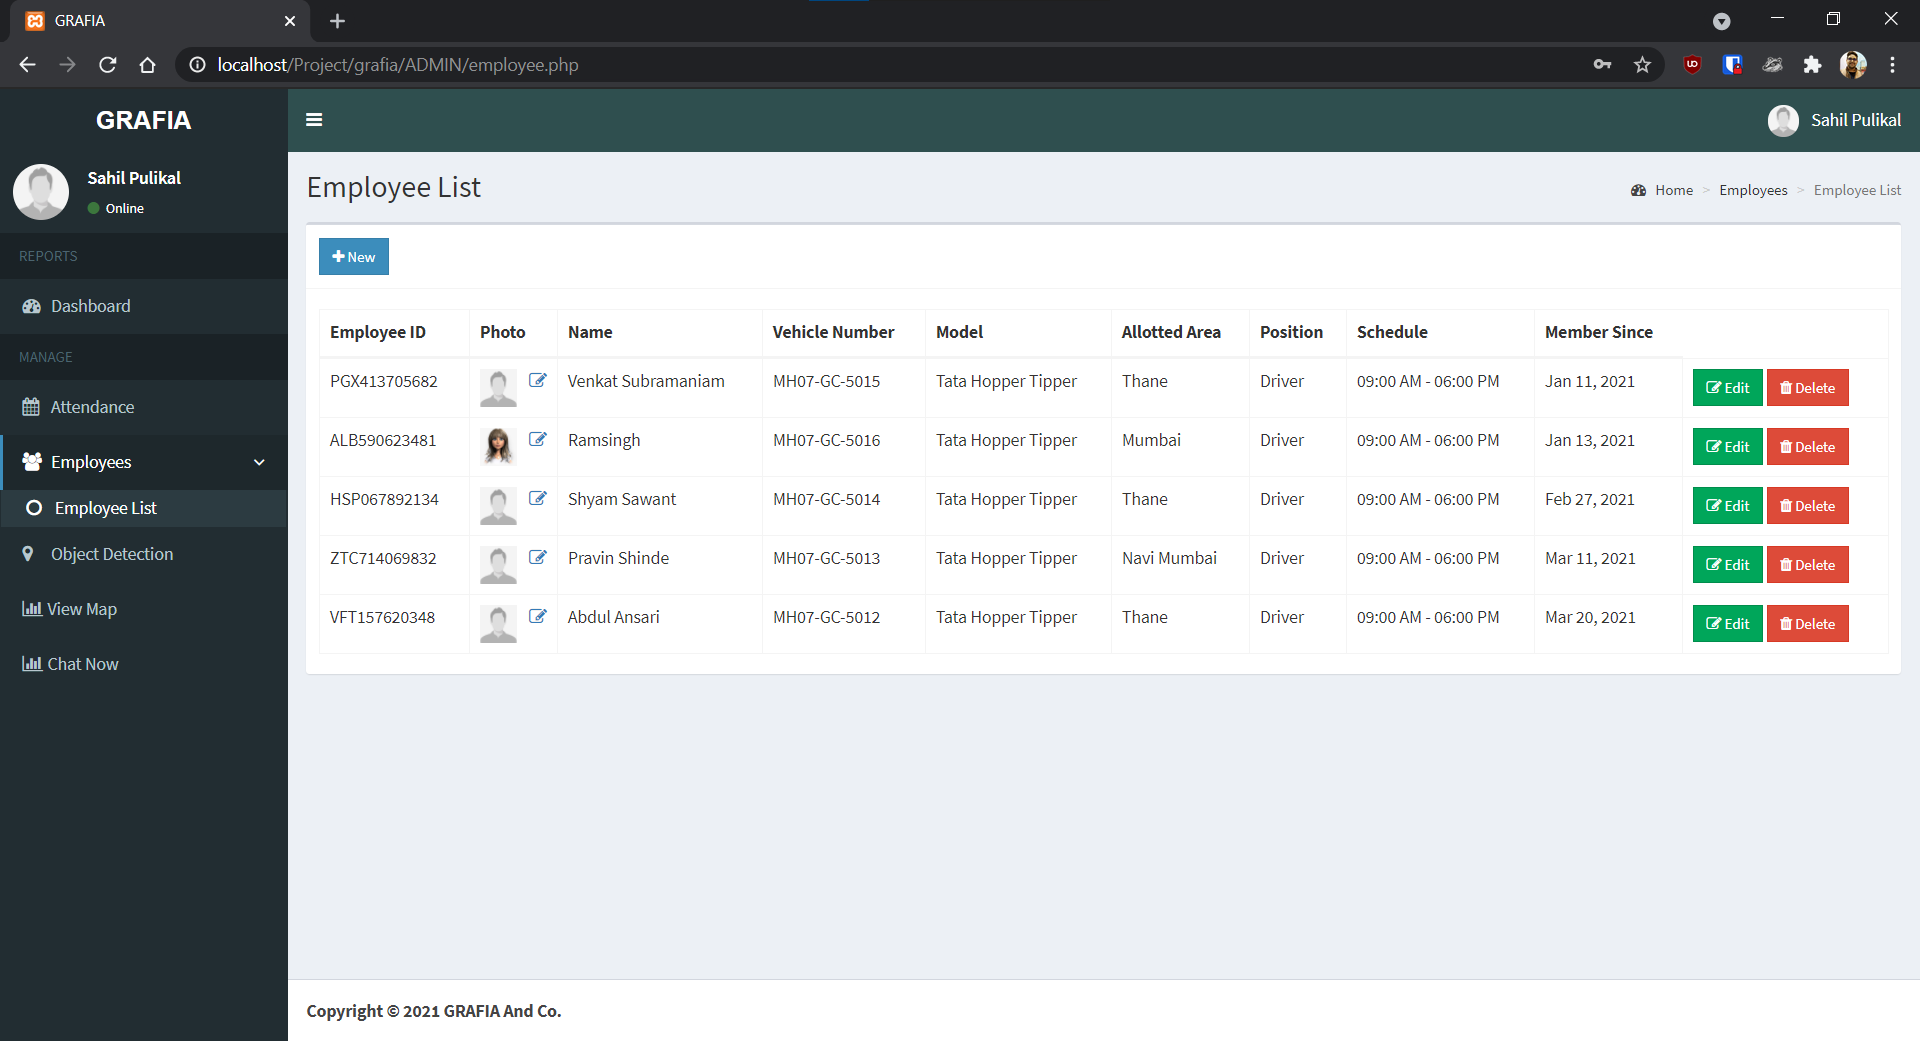 GRAFIA
localhost/Project/grafia/ADMIN/employee.php
GRAFIA
Sahil Pulikal
Sahil Pulikal
Online
REPORTS
Dashboard
MANAGE
Attendance
Employees
Employee List
Object Detection
View Map
Chat Now
Employee List
Home > Employees > Employee List
New
Employee ID Photo Name Vehicle Number Model Allotted Area Position Schedule Member Since
PGX413705682 Venkat Subramaniam MH07-GC-5015 Tata Hopper Tipper Thane Driver 09:00 AM - 06:00 PM Jan 11, 2021 Edit Delete
ALB590623481 Ramsingh MH07-GC-5016 Tata Hopper Tipper Mumbai Driver 09:00 AM - 06:00 PM Jan 13, 2021 Edit Delete
HSP067892134 Shyam Sawant MH07-GC-5014 Tata Hopper Tipper Thane Driver 09:00 AM - 06:00 PM Feb 27, 2021 Edit Delete
ZTC714069832 Pravin Shinde MH07-GC-5013 Tata Hopper Tipper Navi Mumbai Driver 09:00 AM - 06:00 PM Mar 11, 2021 Edit Delete
VFT157620348 Abdul Ansari MH07-GC-5012 Tata Hopper Tipper Thane Driver 09:00 AM - 06:00 PM Mar 20, 2021 Edit Delete
Copyright © 2021 GRAFIA And Co.